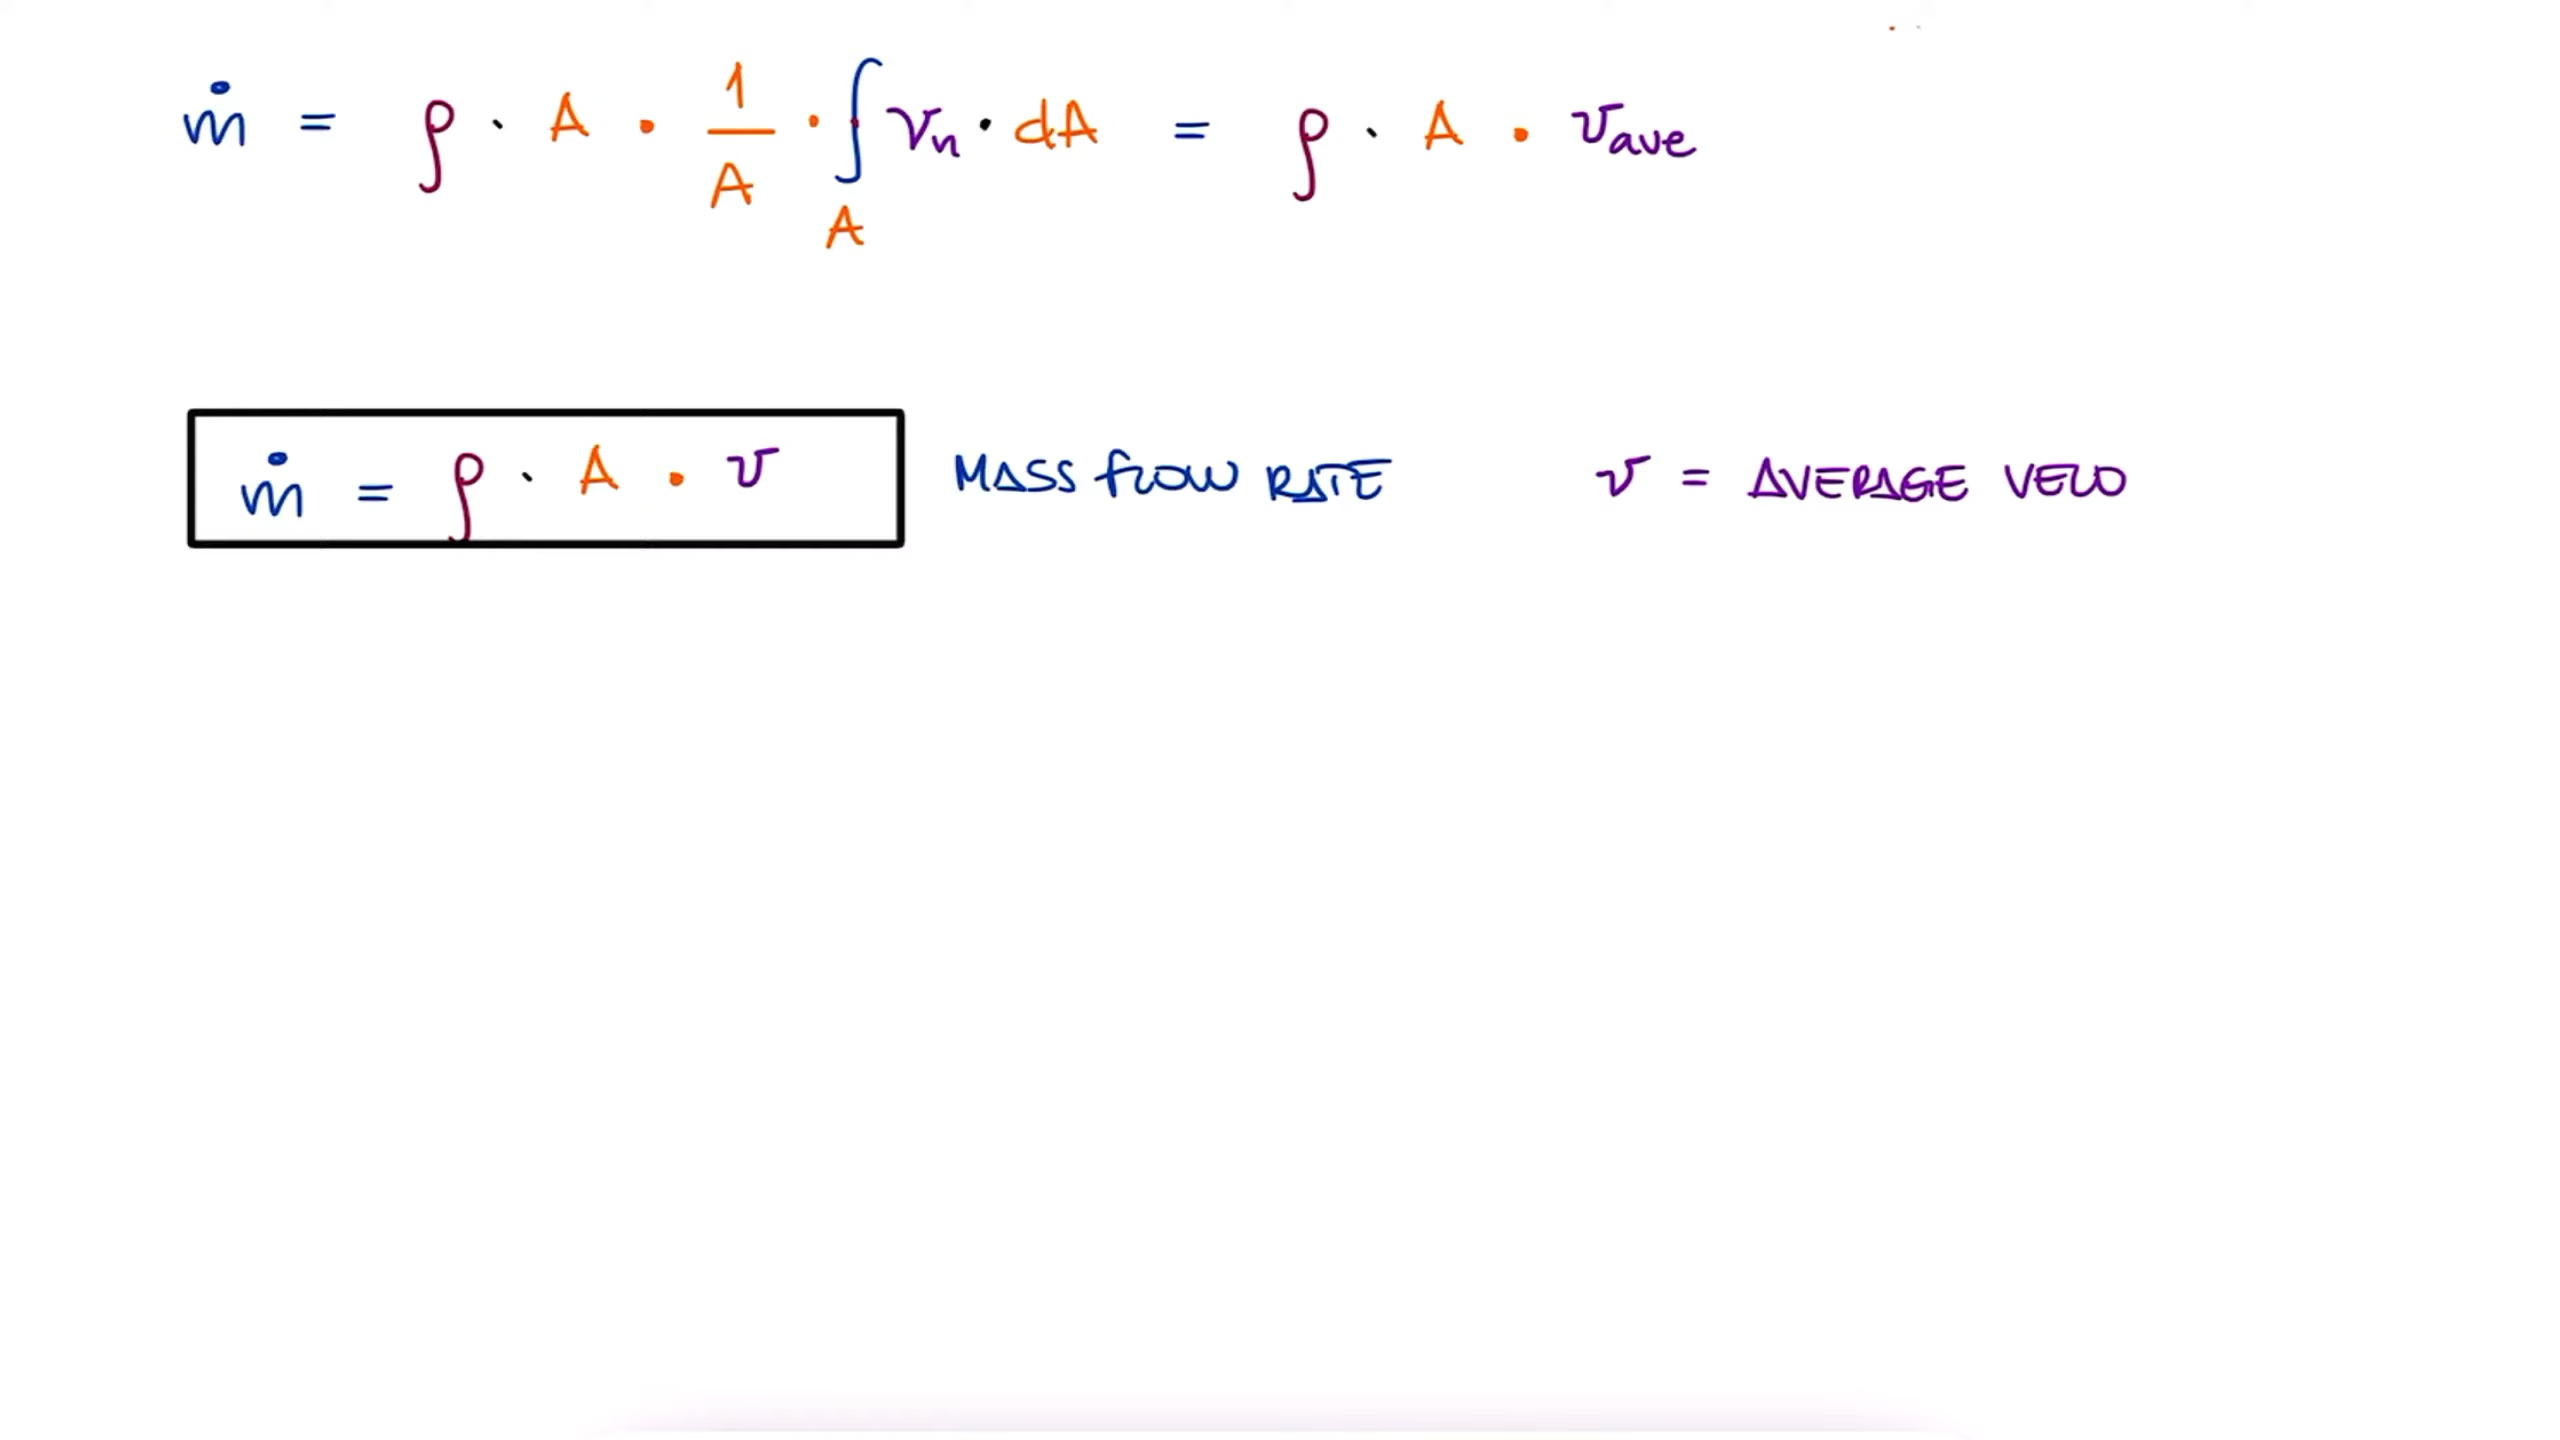 ṁ = ρ · A · 1/A · ∫_A v_n · dA = ρ · A · v_ave
ṁ = ρ · A · v MASS FLOW RATE v = AVERAGE VELO